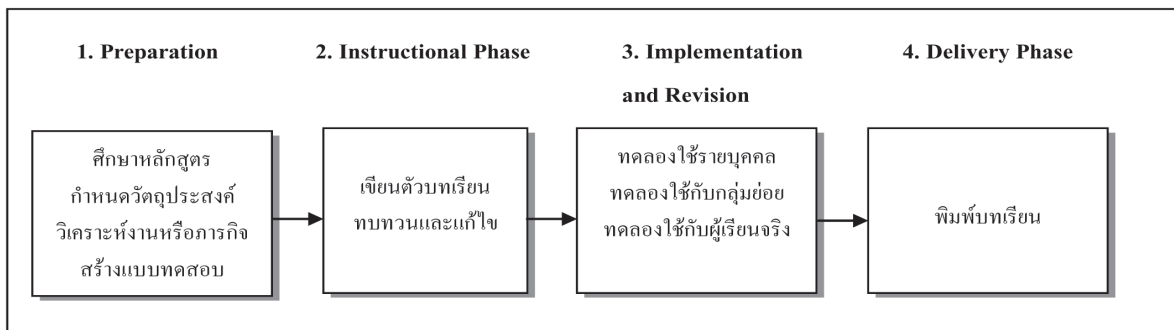 1. Preparation
2. Instructional Phase
3. Implementation
and Revision
4. Delivery Phase
ศึกษาหลักสูตร
กำหนดวัตถุประสงค์
วิเคราะห์งานหรือภารกิจ
สร้างแบบทดสอบ
เขียนตัวบทเรียน
ทบทวนและแก้ไข
ทดลองใช้รายบุคคล
ทดลองใช้กับกลุ่มย่อย
ทดลองใช้กับผู้เรียนจริง
พิมพ์บทเรียน